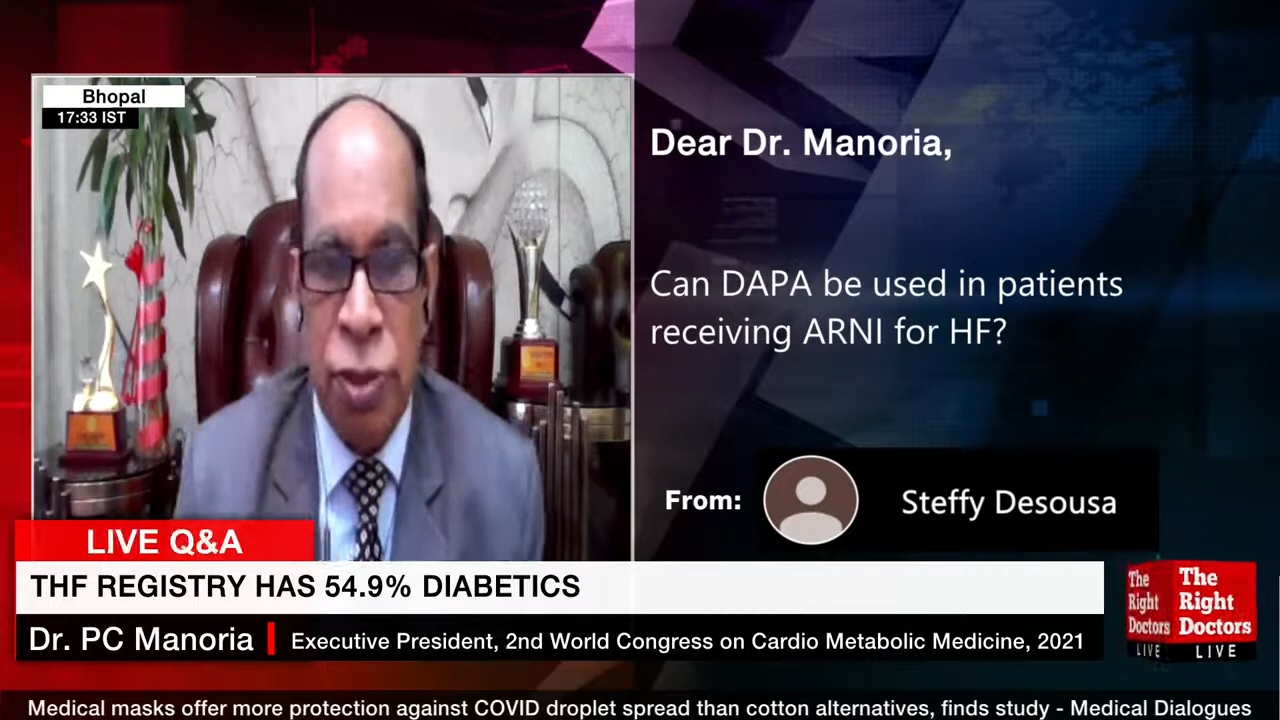 Bhopal
17:33 IST
Dear Dr. Manoria,
Can DAPA be used in patients
receiving ARNI for HF?
From:
Steffy Desousa
LIVE Q&A
THF REGISTRY HAS 54.9% DIABETICS
Dr. PC Manoria
Executive President, 2nd World Congress on Cardio Metabolic Medicine, 2021
The
Right
Doctors
LIVE
The
Right
Doctors
LIVE
Medical masks offer more protection against COVID droplet spread than cotton alternatives, finds study - Medical Dialogues